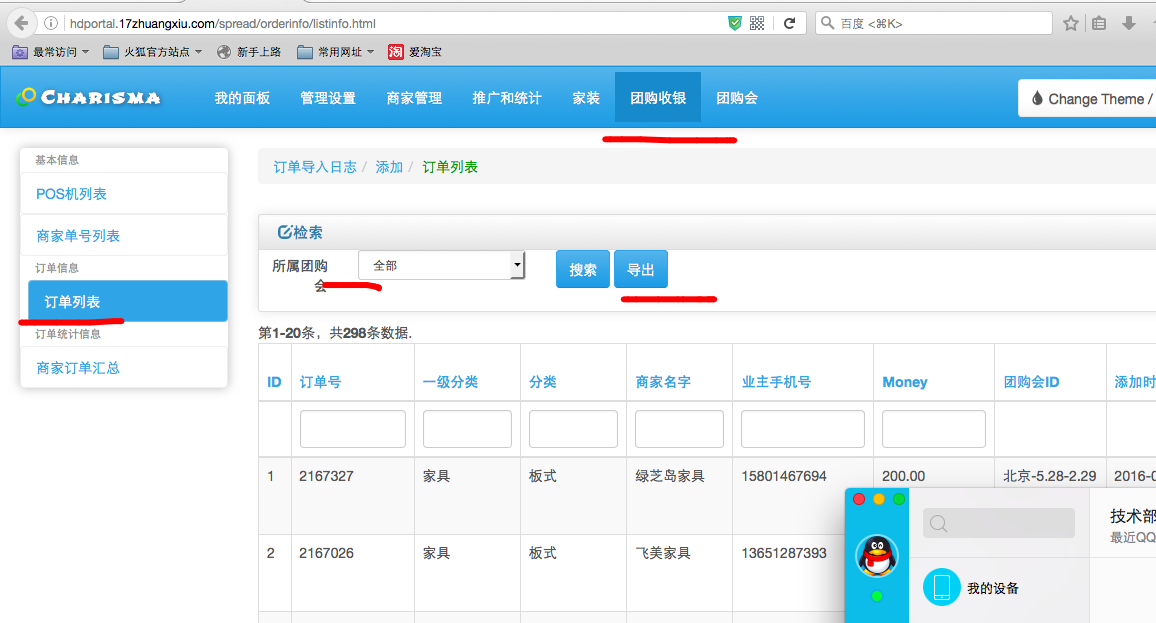 hdportal.17zhuangxiu.com/spread/orderinfo/listinfo.html
百度 <⌘K>
最常访问
火狐官方站点
新手上路
常用网址
淘 爱淘宝
CHARISMA
我的面板
管理设置
商家管理
推广和统计
家装
团购收银
团购会
Change Theme /
基本信息
POS机列表
商家单号列表
订单信息
订单列表
订单统计信息
商家订单汇总
订单导入日志 / 添加 / 订单列表
检索
所属团购会
全部
搜索
导出
第1-20条，共298条数据.
ID 订单号 一级分类 分类 商家名字 业主手机号 Money 团购会ID 添加时
1 2167327 家具 板式 绿芝岛家具 15801467694 200.00 北京-5.28-2.29 2016-0
2 2167026 家具 板式 飞美家具 13651287393
技术部
最近QQ
我的设备